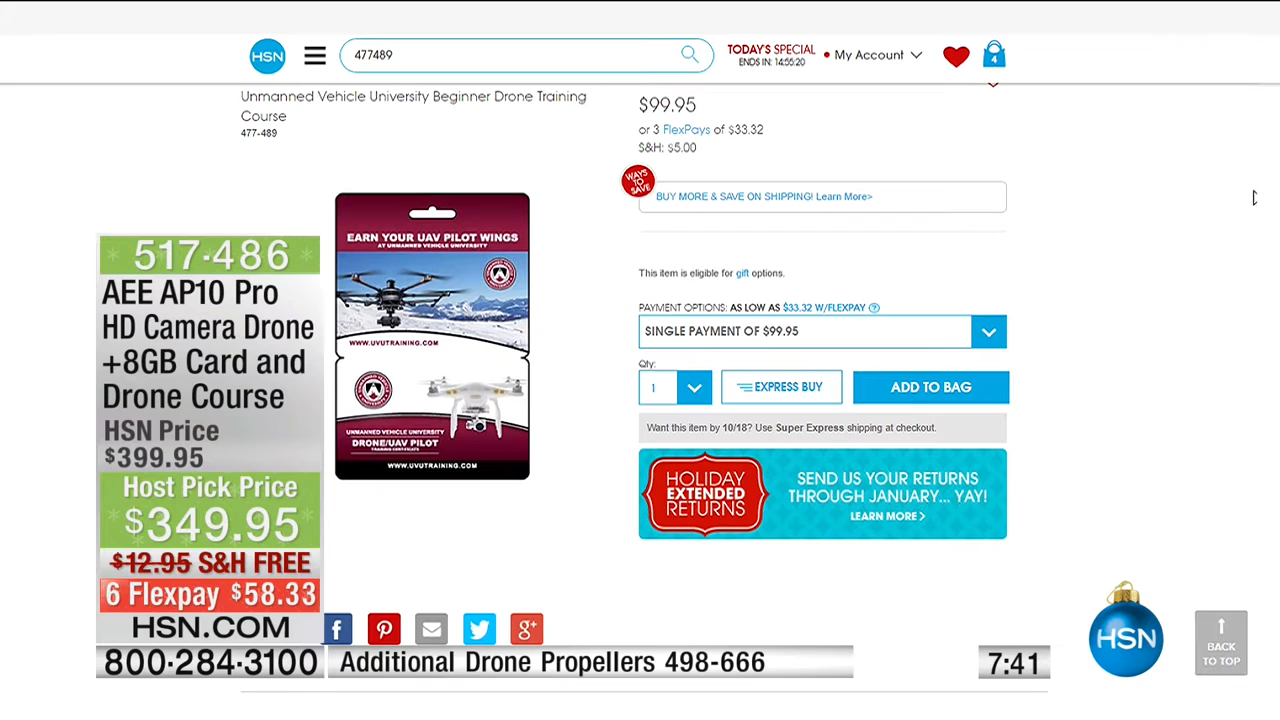 HSN
477489
TODAY'S SPECIAL
ENDS IN: 14:55:20
My Account
4
Unmanned Vehicle University Beginner Drone Training
Course
477-489
$99.95
or 3 FlexPays of $33.32
S&H: $5.00
WAYS TO SAVE
BUY MORE & SAVE ON SHIPPING! Learn More>
This item is eligible for gift options.
PAYMENT OPTIONS: AS LOW AS $33.32 W/FLEXPAY ?
SINGLE PAYMENT OF $99.95
Qty:
1
EXPRESS BUY
ADD TO BAG
Want this item by 10/18? Use Super Express shipping at checkout.
HOLIDAY
EXTENDED
RETURNS
SEND US YOUR RETURNS
THROUGH JANUARY... YAY!
LEARN MORE >
EARN YOUR UAV PILOT WINGS
AT UNMANNED VEHICLE UNIVERSITY
WWW.UVUTRAINING.COM
UNMANNED VEHICLE UNIVERSITY
DRONE/UAV PILOT
TRAINING CERTIFICATE
WWW.UVUTRAINING.COM
517-486
AEE AP10 Pro
HD Camera Drone
+8GB Card and
Drone Course
HSN Price
$399.95
Host Pick Price
$349.95
$12.95 S&H FREE
6 Flexpay $58.33
HSN.COM
800-284-3100
Additional Drone Propellers 498-666
7:41
HSN
BACK
TO TOP
f
g+